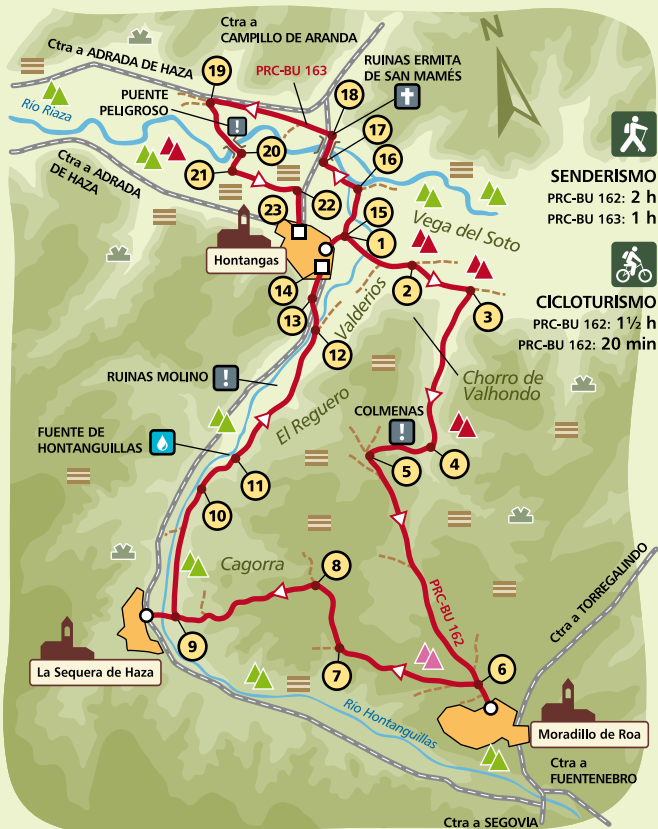 Ctra a
CAMPILLO DE ARANDA
Ctra a ADRADA DE HAZA
N
RUINAS ERMITA
DE SAN MAMÉS
19
PRC-BU 163
PUENTE
PELIGROSO
!
18
17
Río Riaza
20
16
21
Ctra a ADRADA
DE HAZA
22
23
15
Vega del Soto
Hontangas
1
14
2
3
13
Valderíos
12
SENDERÍSMO
PRC-BU 162: 2 h
PRC-BU 163: 1 h
CICLOTURISMO
PRC-BU 162: 1½ h
PRC-BU 162: 20 min
RUINAS MOLINO
!
Chorro de
Valhondo
El Reguero
COLMENAS
!
FUENTE DE
HONTANGUILLAS
4
5
11
10
Cagorra
8
PRC-BU 162
Ctra a TORREGALINDO
9
La Sequera de Haza
7
6
Río Hontanguillas
Moradillo de Roa
Ctra a
FUENTENEBRO
Ctra a SEGOVIA